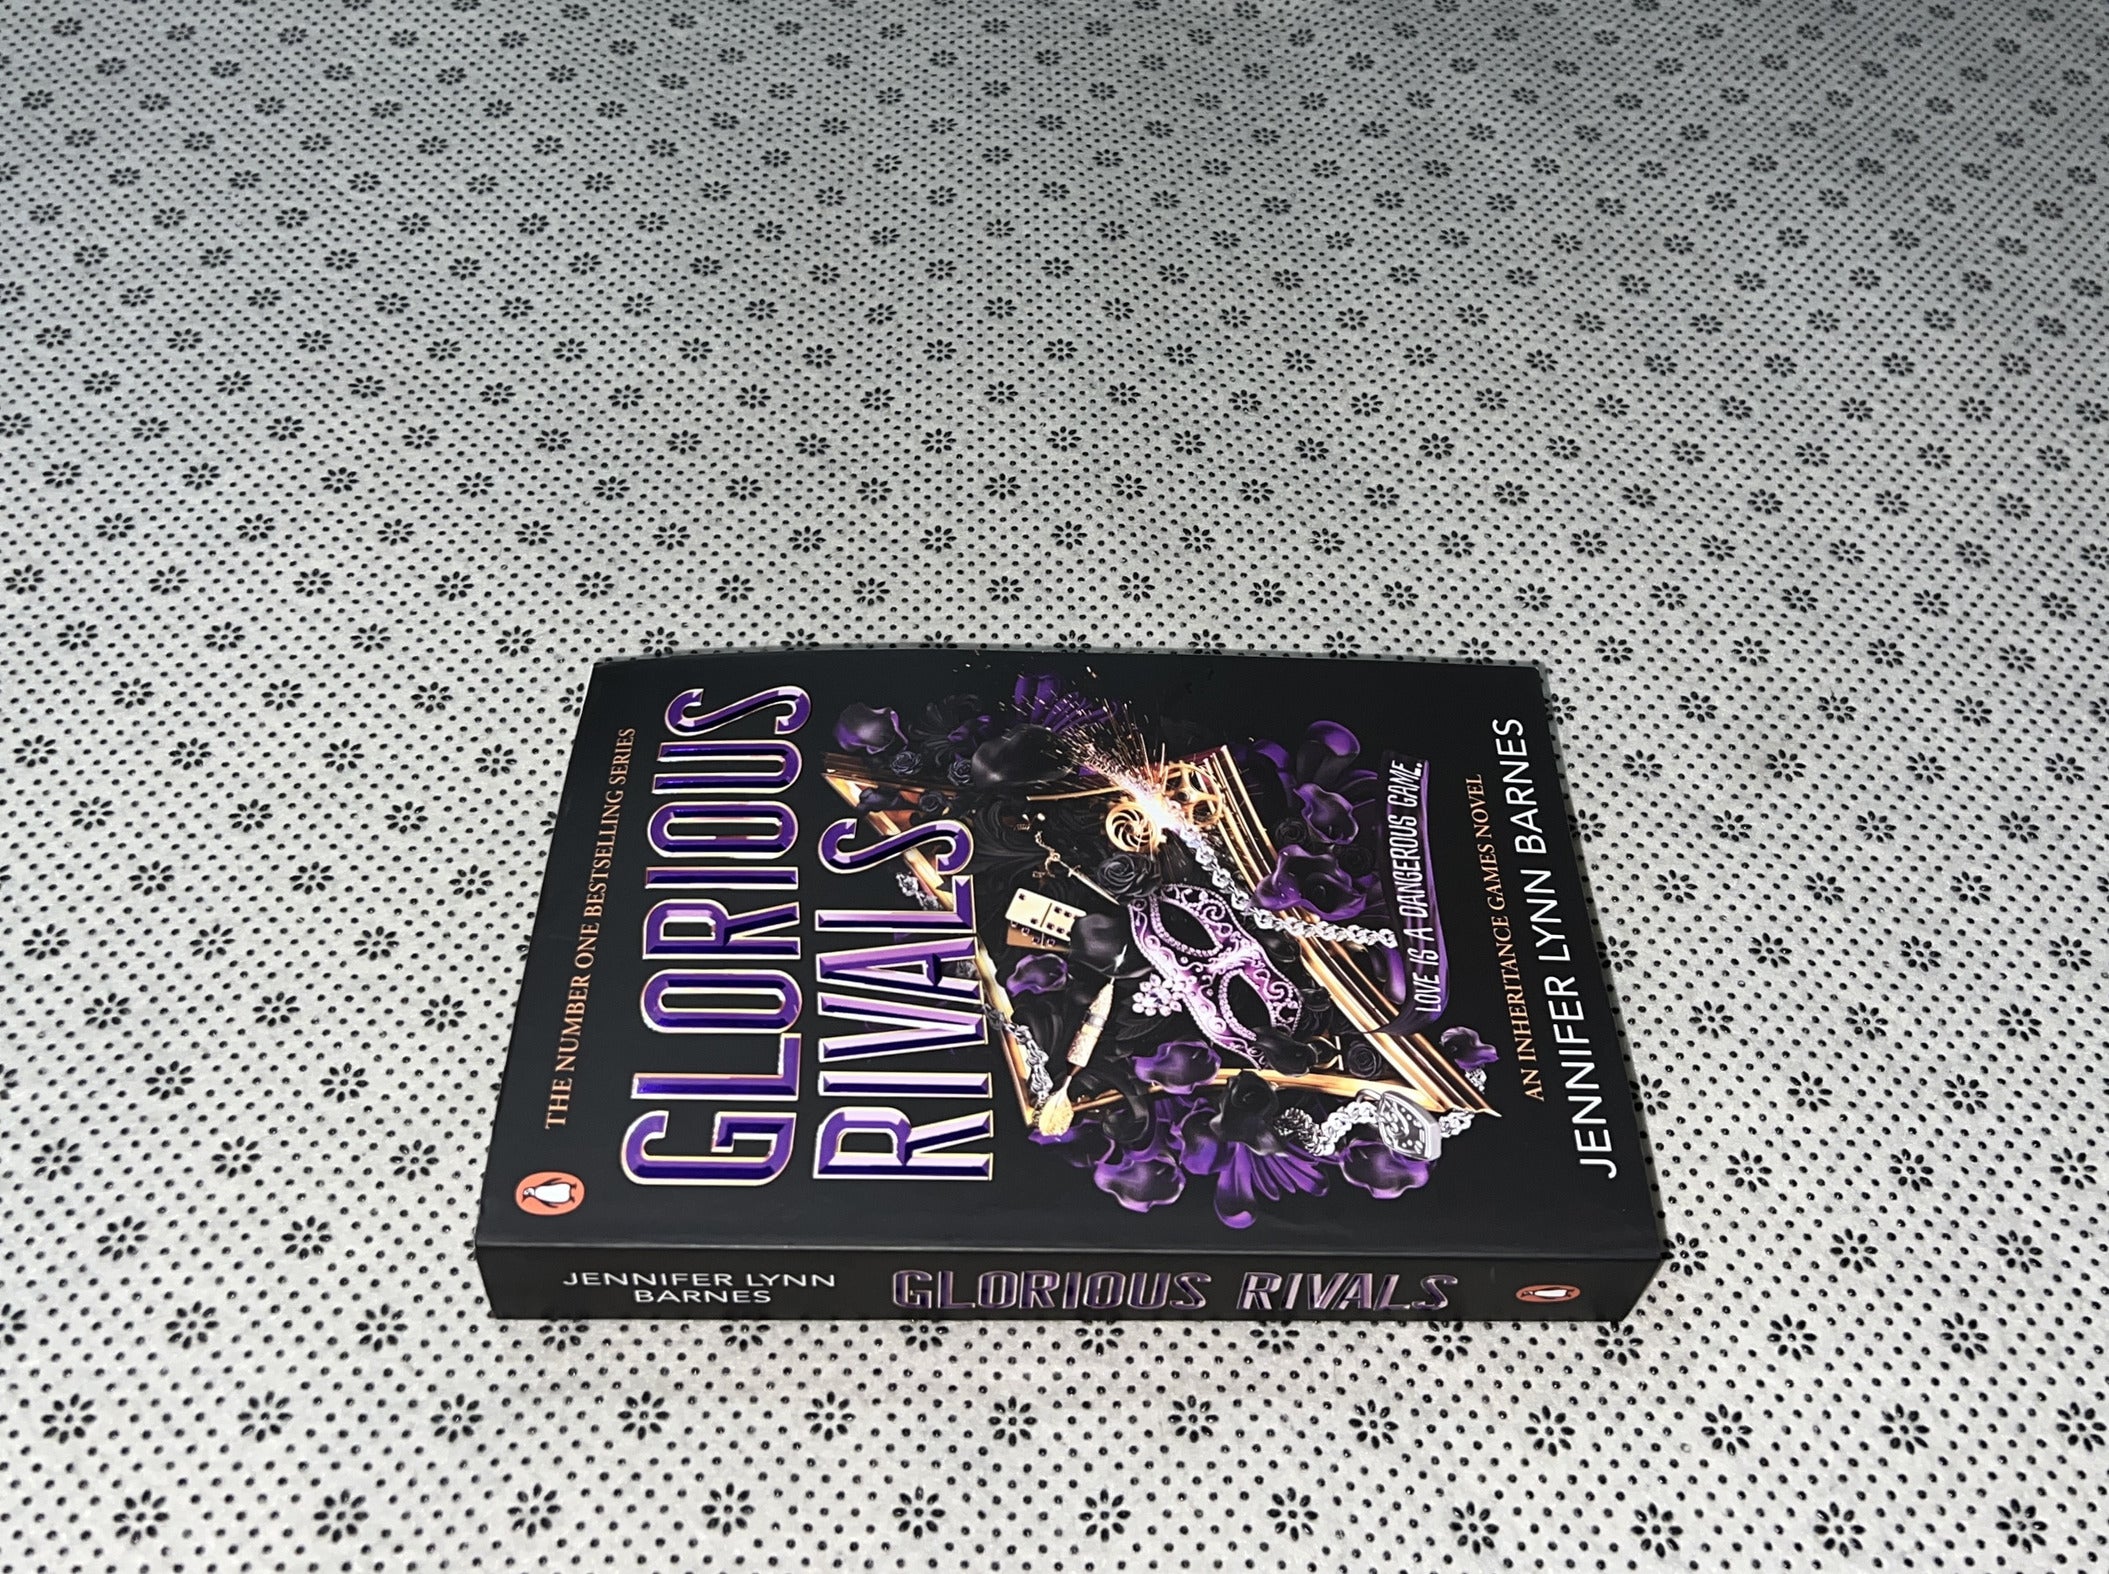 THE NUMBER ONE BESTSELLING SERIES
GLORIOUS
RIVALS
LOVE IS A DANGEROUS GAME.
AN INHERITANCE GAMES NOVEL
JENNIFER LYNN BARNES
JENNIFER LYNN
BARNES
GLORIOUS RIVALS